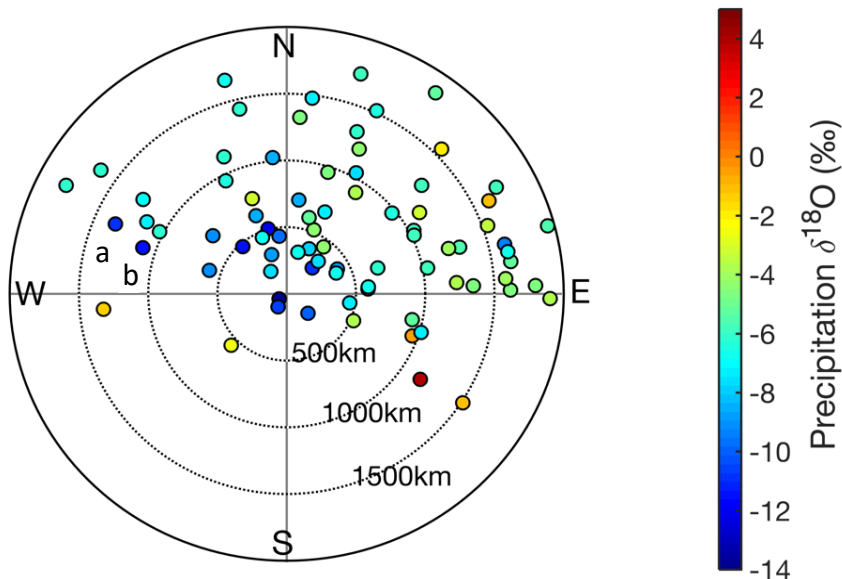 N
a
b
W
E
500km
1000km
1500km
S
4
2
0
-2
-4
-6
-8
-10
-12
-14
Precipitation δ¹⁸O (‰)